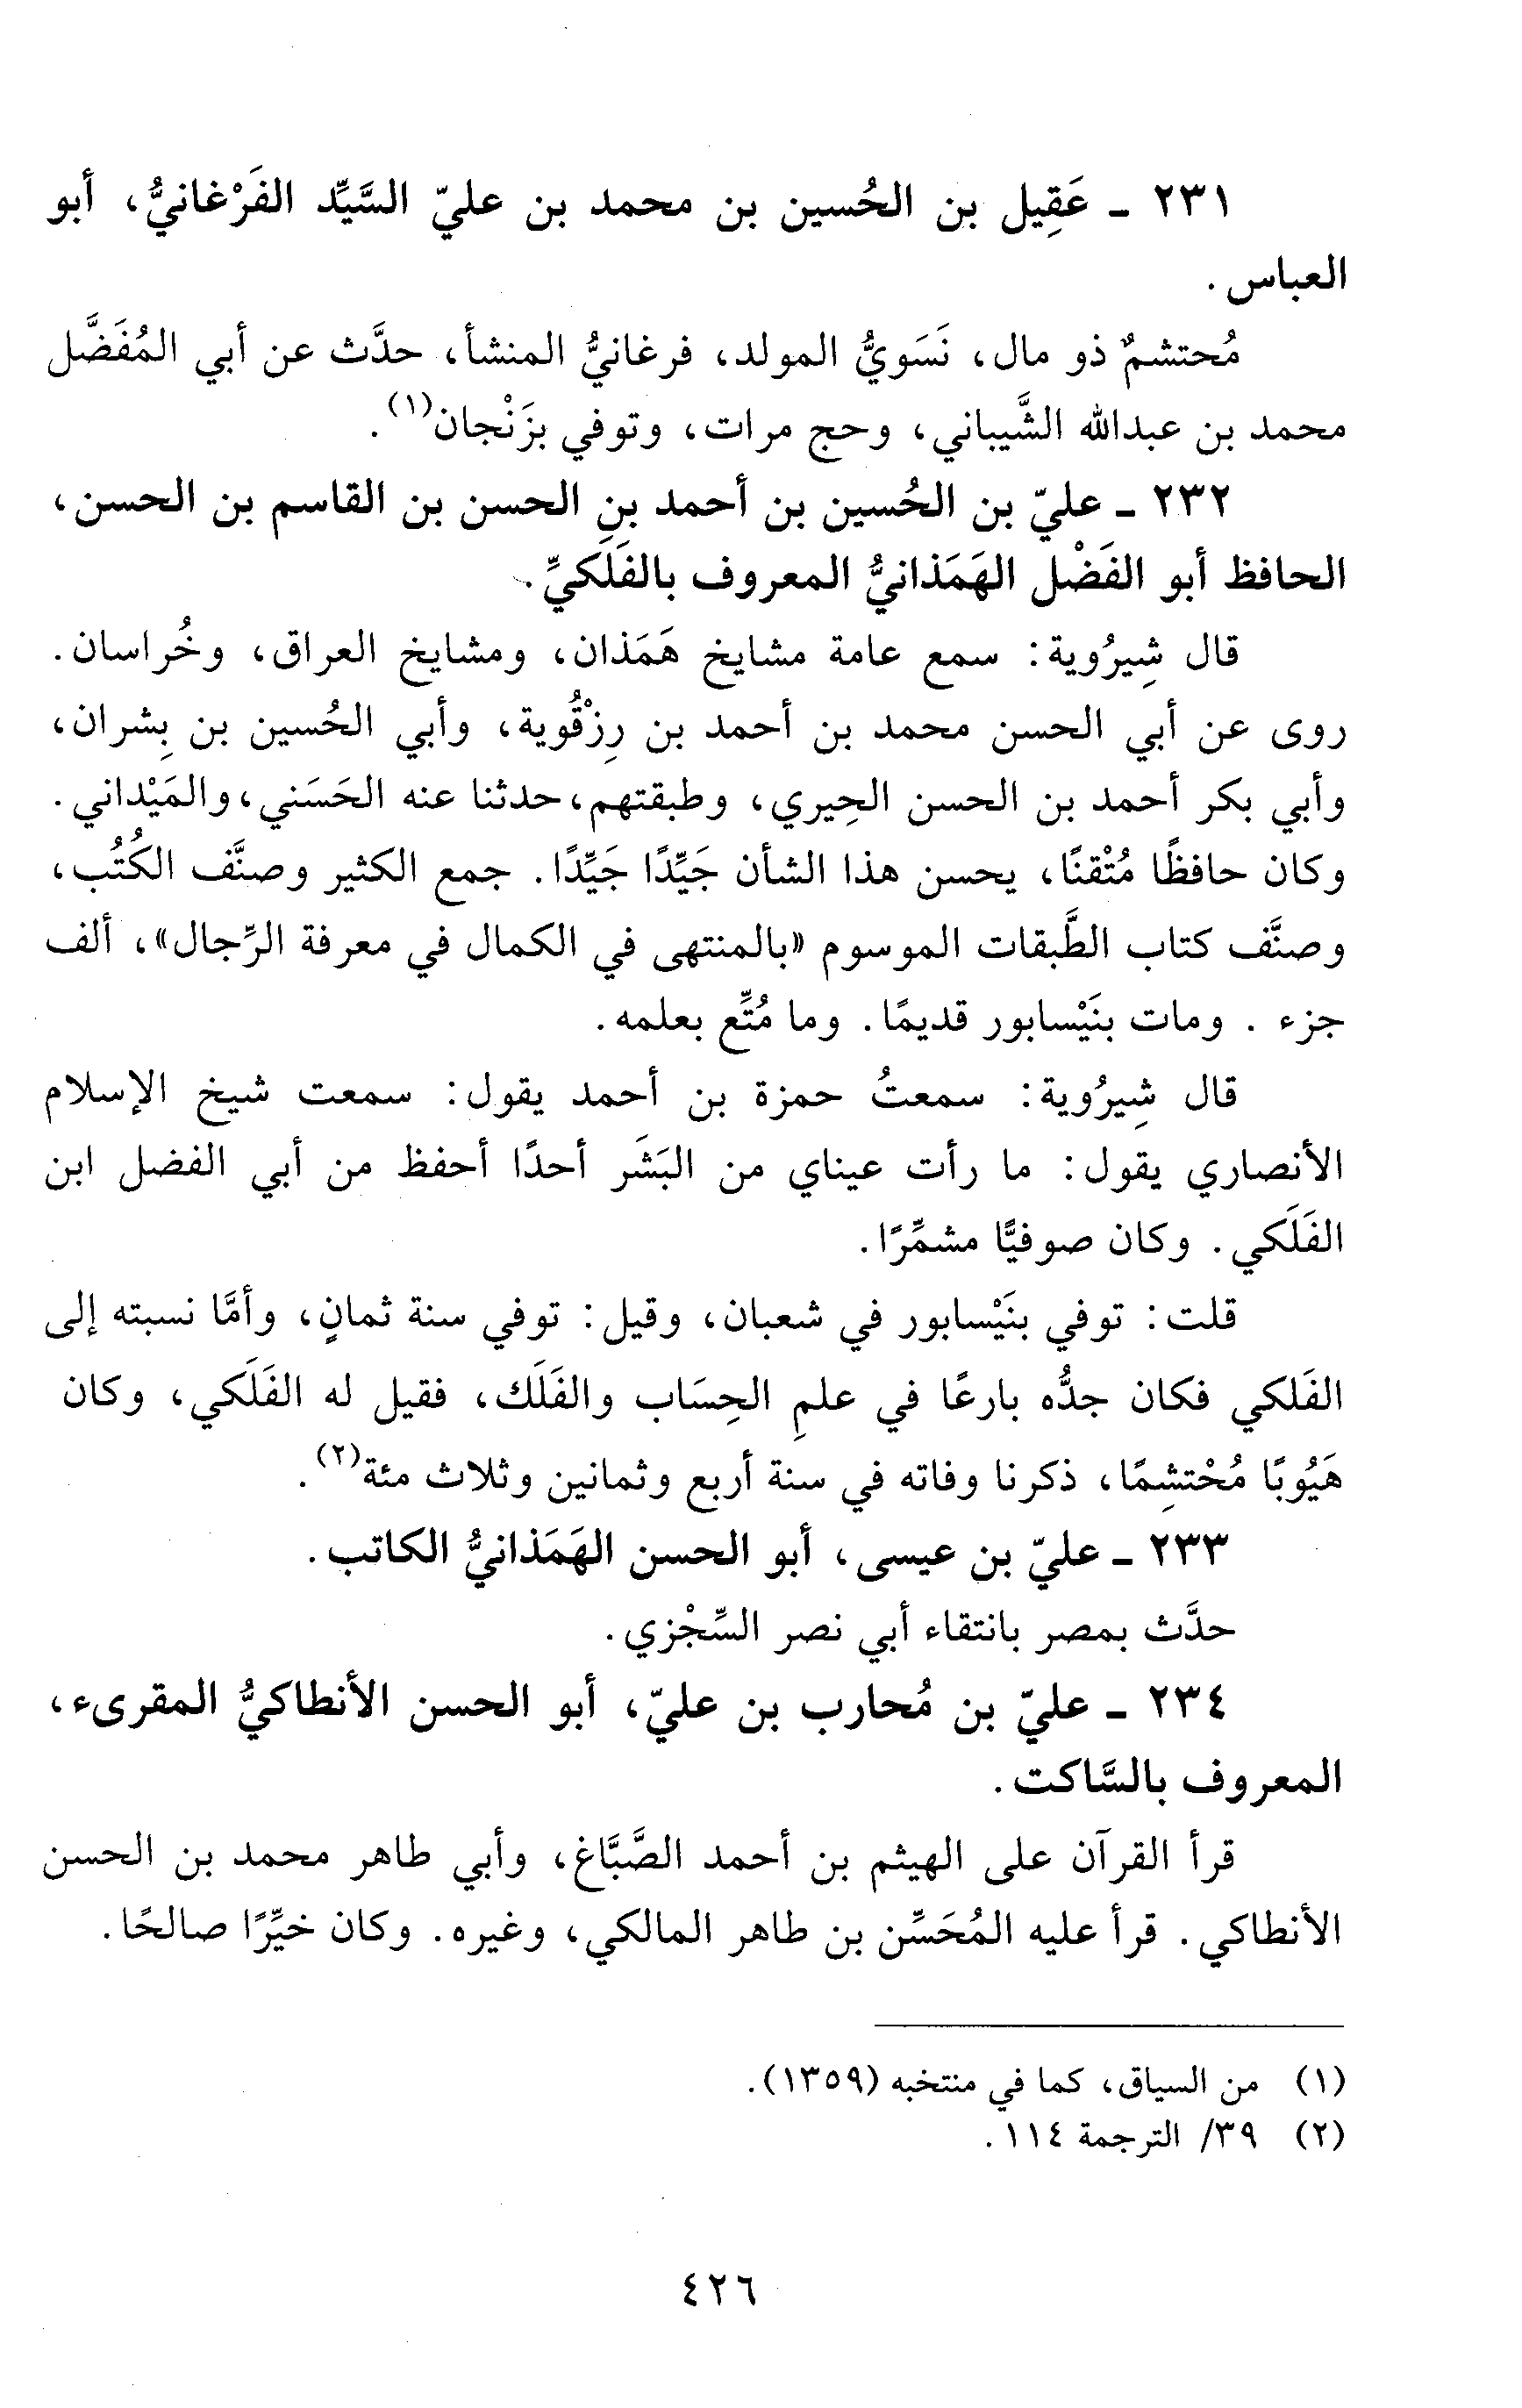 ٢٣١ - عَقِيل بن الحُسين بن محمد بن عليّ السَّيِّد الفَرْغانيُّ، أبو
العباس.
مُحتشمٌ ذو مال، نَسَويُّ المولد، فرغانيُّ المنشأ، حدَّث عن أبي المُفَضَّل
محمد بن عبدالله الشَّيباني، وحج مرات، وتوفي بزَنْجان(١).
٢٣٢ - عليّ بن الحُسين بن أحمد بنِ الحسن بن القاسم بن الحسن،
الحافظ أبو الفَضْل الهَمَذانيُّ المعروف بالفَلَكيِّ.
قال شِيرُوية: سمع عامة مشايخ هَمَذان، ومشايخ العراق، وخُراسان.
روى عن أبي الحسن محمد بن أحمد بن رِزْقُوية، وأبي الحُسين بن بِشران،
وأبي بكر أحمد بن الحسن الحِيري، وطبقتهم، حدثنا عنه الحَسَني، والمَيْداني.
وكان حافظًا مُتْقنًا، يحسن هذا الشأن جَيِّدًا جَيِّدًا. جمع الكثير وصنَّف الكُتُب،
وصنَّف كتاب الطَّبقات الموسوم «بالمنتهى في الكمال في معرفة الرِّجال»، ألف
جزء . ومات بنَيْسابور قديمًا. وما مُتِّع بعلمه.
قال شِيرُوية: سمعتُ حمزة بن أحمد يقول: سمعت شيخ الإسلام
الأنصاري يقول: ما رأت عيناي من البَشَر أحدًا أحفظ من أبي الفضل ابن
الفَلَكي. وكان صوفيًّا مشمِّرًا.
قلت: توفي بنَيْسابور في شعبان، وقيل: توفي سنة ثمانٍ، وأمَّا نسبته إلى
الفَلَكي فكان جدُّه بارعًا في علمِ الحِسَاب والفَلَك، فقيل له الفَلَكي، وكان
هَيُوبًا مُحْتشِمًا، ذكرنا وفاته في سنة أربع وثمانين وثلاث مئة(٢).
٢٣٣ - عليّ بن عيسى، أبو الحسن الهَمَذانيُّ الكاتب.
حدَّث بمصر بانتقاء أبي نصر السِّجْزي.
٢٣٤ - عليّ بن مُحارب بن عليّ، أبو الحسن الأنطاكيُّ المقرىء،
المعروف بالسَّاكت.
قرأ القرآن على الهيثم بن أحمد الصَّبَّاغ، وأبي طاهر محمد بن الحسن
الأنطاكي. قرأ عليه المُحَسِّن بن طاهر المالكي، وغيره. وكان خيِّرًا صالحًا.
(١) من السياق، كما في منتخبه (١٣٥٩).
(٢) ٣٩/ الترجمة ١١٤.
٤٢٦